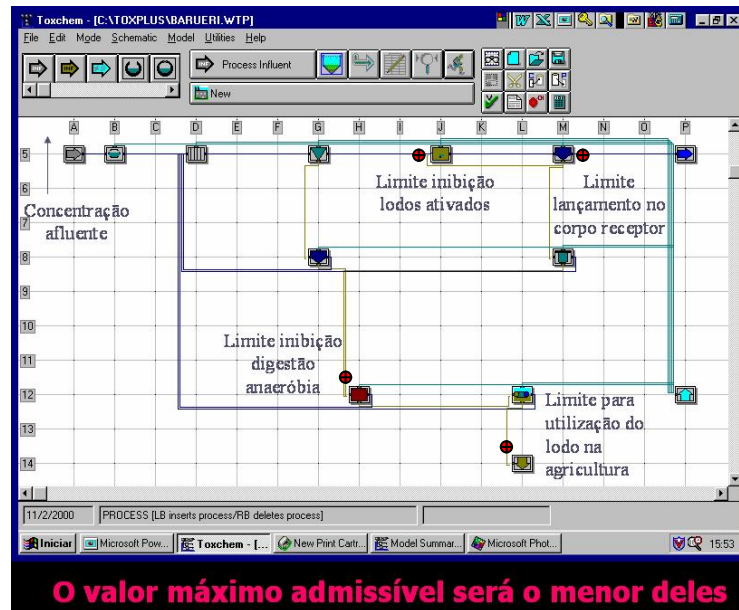 Toxchem - [C:\TOXPLUS\BARUERI.WTP]
File Edit Mode Schematic Model Utilities Help
Process Influent
New
A B C D E F G H I J K L M N O P
5
6
7
8
9
10
11
12
13
14
Concentração
afluente
Limite inibição
lodos ativados
Limite
lançamento no
corpo receptor
Limite inibição
digestão
anaeróbia
Limite para
utilização do
lodo na
agricultura
11/2/2000 PROCESS [LB inserts process/RB deletes process]
Iniciar Microsoft Pow... Toxchem - [... New Print Cartr... Model Summar... Microsoft Phot... 15:53
O valor máximo admissível será o menor deles